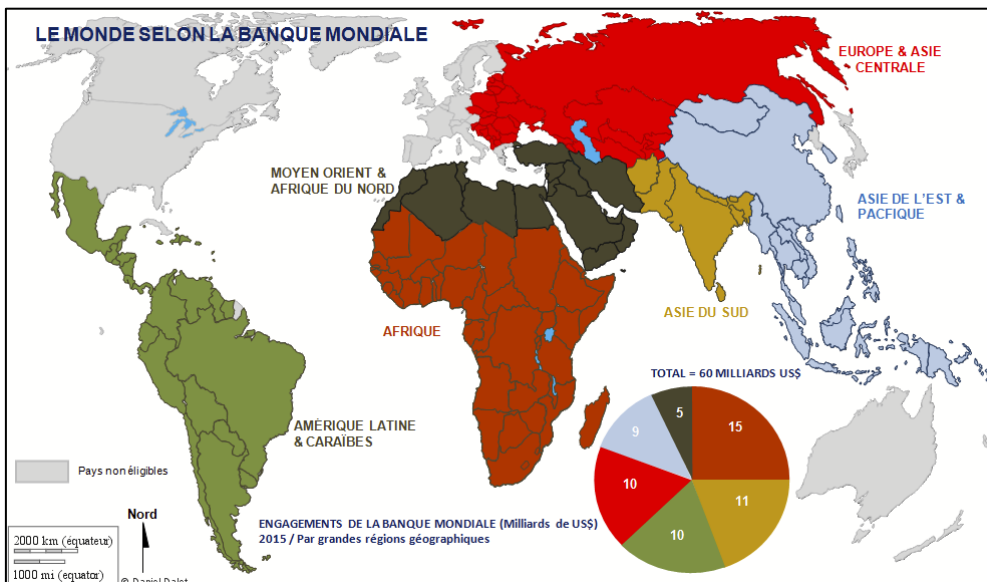 LE MONDE SELON LA BANQUE MONDIALE
EUROPE & ASIE
CENTRALE
MOYEN ORIENT &
AFRIQUE DU NORD
ASIE DE L'EST &
PACFIQUE
ASIE DU SUD
AFRIQUE
AMÉRIQUE LATINE
& CARAÏBES
TOTAL = 60 MILLIARDS US$
5
15
9
11
10
10
Pays non éligibles
Nord
ENGAGEMENTS DE LA BANQUE MONDIALE (Milliards de US$)
2015 / Par grandes régions géographiques
2000 km (équateur)
1000 mi (equator)
© Daniel Dalet